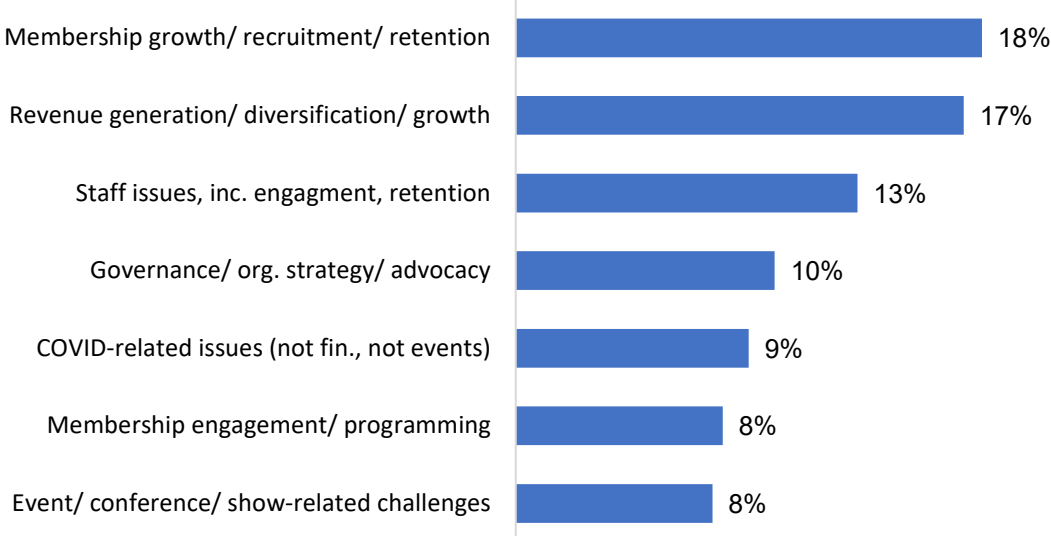 Membership growth/ recruitment/ retention 18%
Revenue generation/ diversification/ growth 17%
Staff issues, inc. engagment, retention 13%
Governance/ org. strategy/ advocacy 10%
COVID-related issues (not fin., not events) 9%
Membership engagement/ programming 8%
Event/ conference/ show-related challenges 8%